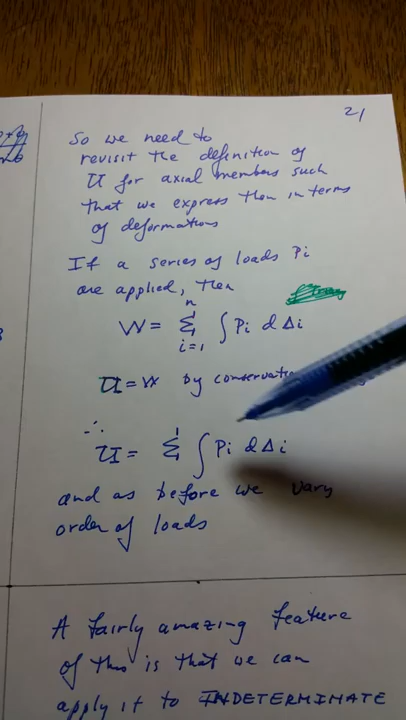 21
So we need to
revisit the definition of
U for axial members such
that we express them in terms
of deformations
If a series of loads Pi
are applied, then
W = n Σ i=1 ∫ Pi dΔi
U = W by
∴
U = Σ ∫ Pi dΔi
and as before we vary
order of loads
A fairly amazing feature
of this is that we can
apply it to INDETERMINATE